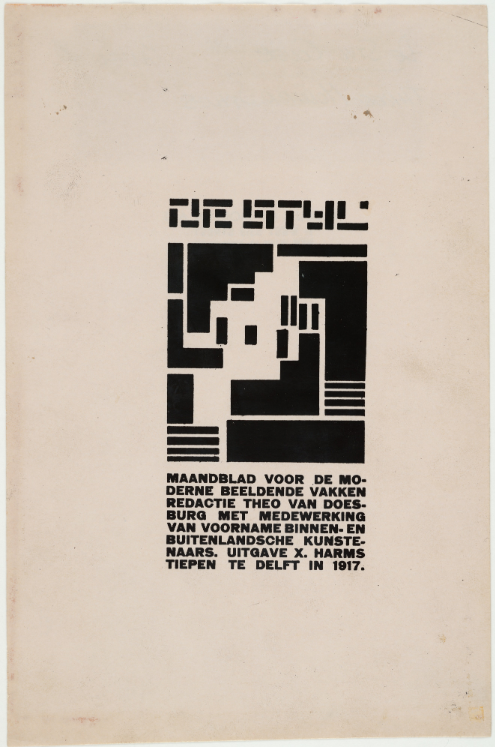 DE STYL
MAANDBLAD VOOR DE MO-
DERNE BEELDENDE VAKKEN
REDACTIE THEO VAN DOES-
BURG MET MEDEWERKING
VAN VOORNAME BINNEN- EN
BUITENLANDSCHE KUNSTE-
NAARS. UITGAVE X. HARMS
TIEPEN TE DELFT IN 1917.